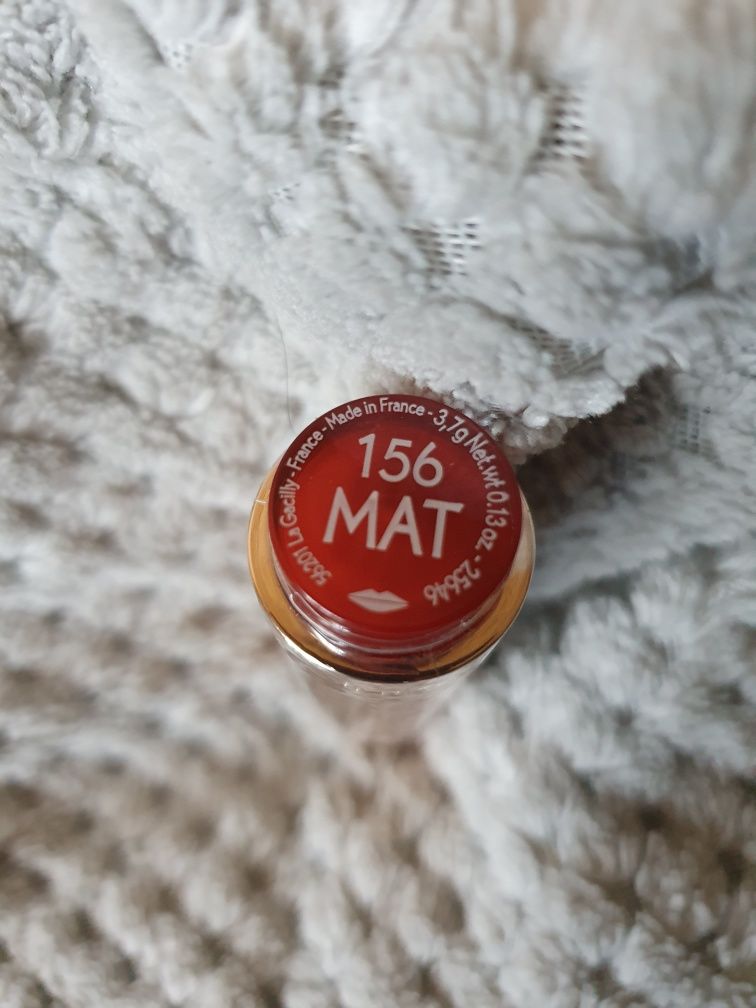 56201 La Gacilly - France - Made in France - 3,7g Net wt 0.13 oz. - 25646
156
MAT